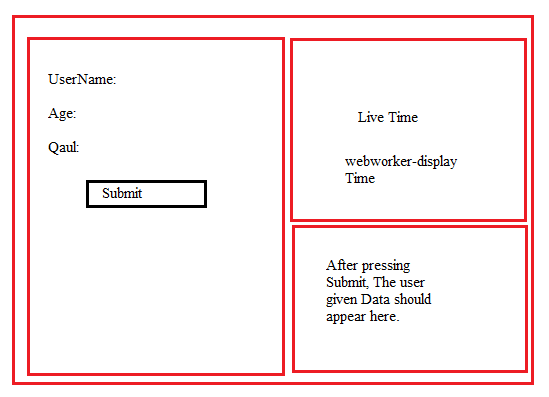 UserName:
Age:
Qaul:
Submit
Live Time
webworker-display
Time
After pressing
Submit, The user
given Data should
appear here.